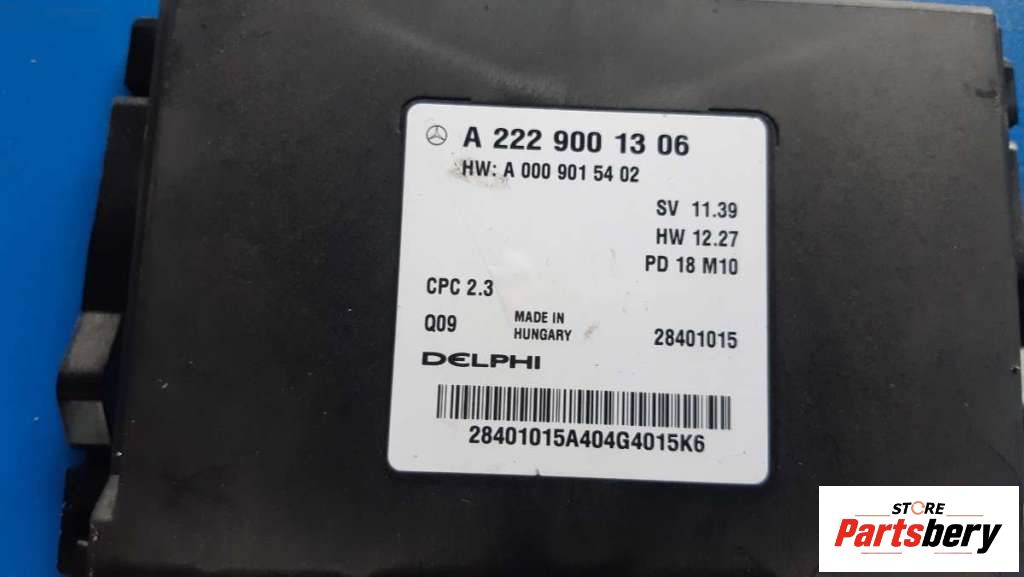 A 222 900 13 06
HW: A 000 901 54 02
SV 11.39
HW 12.27
PD 18 M10
CPC 2.3
Q09
MADE IN
HUNGARY
28401015
DELPHI
28401015A404G4015K6
STORE
Partsbery